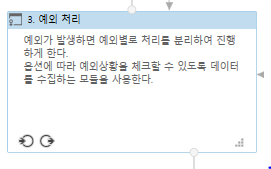 3. 예외 처리
예외가 발생하면 예외별로 처리를 분리하여 진행
하게 한다.
옵션에 따라 예외상황을 체크할 수 있도록 데이터
를 수집하는 모듈을 사용한다.